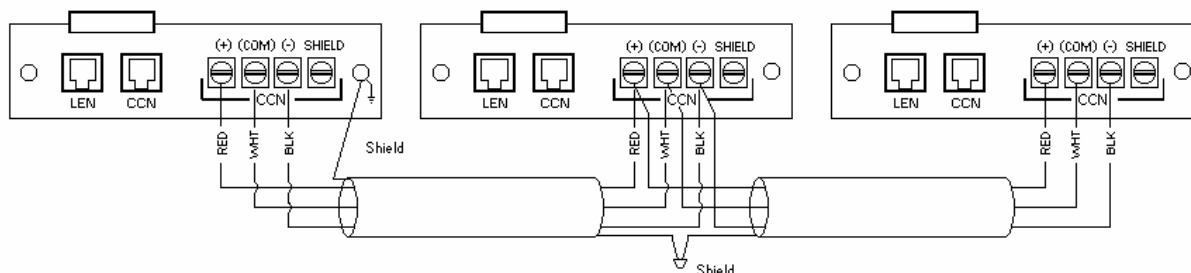 (+) (COM) (-) SHIELD
LEN CCN
CCN
RED WHT BLK
Shield
(+) (COM) (-) SHIELD
LEN CCN
CCN
RED WHT BLK
Shield
(+) (COM) (-) SHIELD
LEN CCN
CCN
RED WHT BLK